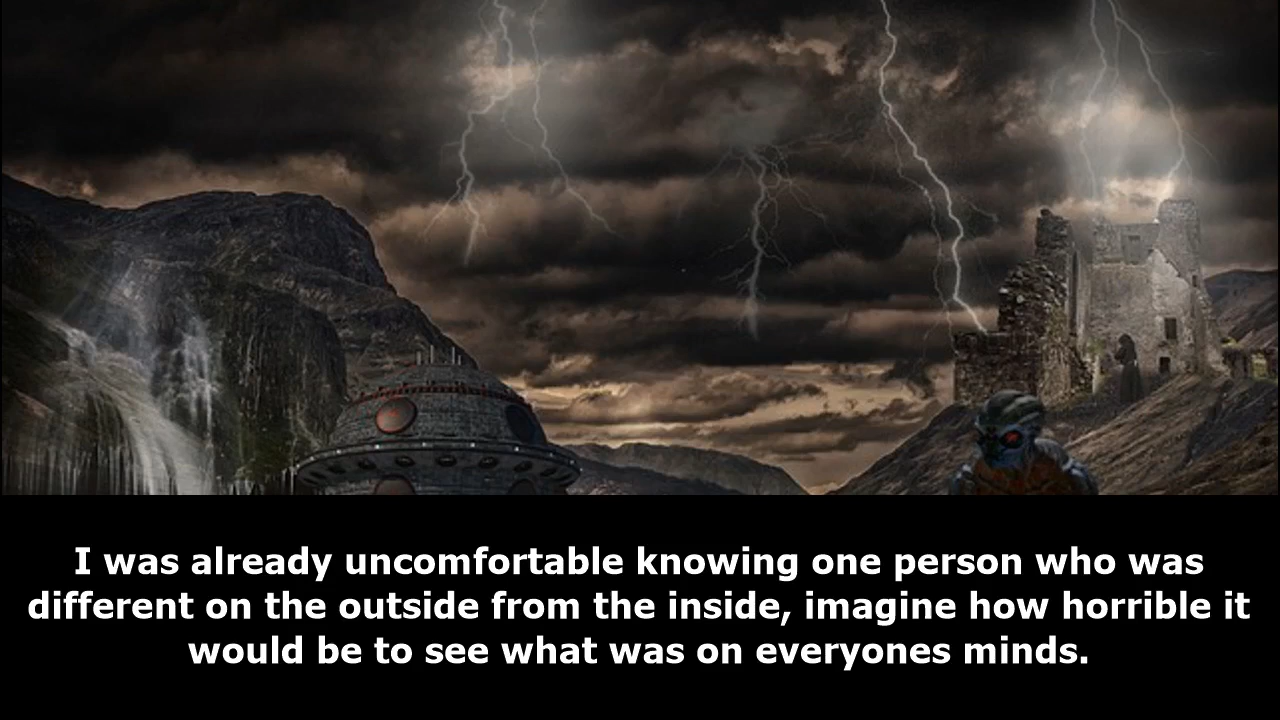 I was already uncomfortable knowing one person who was
different on the outside from the inside, imagine how horrible it
would be to see what was on everyones minds.